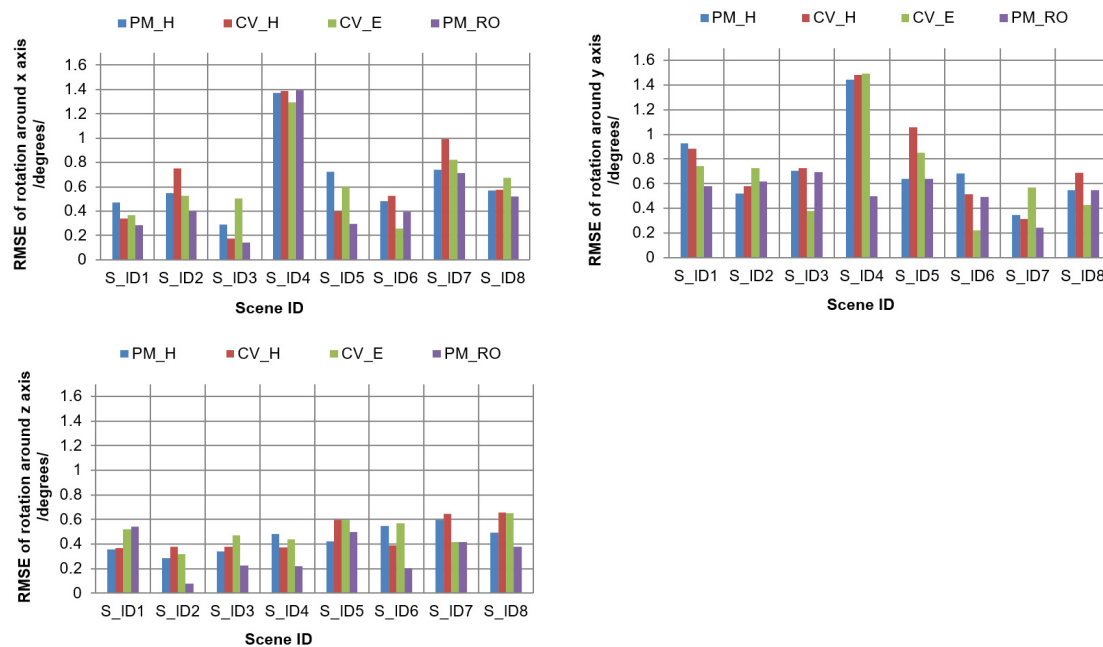 PM_H CV_H CV_E PM_RO
RMSE of rotation around x axis
/degrees/
1.6
1.4
1.2
1
0.8
0.6
0.4
0.2
0
S_ID1 S_ID2 S_ID3 S_ID4 S_ID5 S_ID6 S_ID7 S_ID8
Scene ID
PM_H CV_H CV_E PM_RO
RMSE of rotation around y axis
/degrees/
1.6
1.4
1.2
1
0.8
0.6
0.4
0.2
0
S_ID1 S_ID2 S_ID3 S_ID4 S_ID5 S_ID6 S_ID7 S_ID8
Scene ID
PM_H CV_H CV_E PM_RO
RMSE of rotation around z axis
/degrees/
1.6
1.4
1.2
1
0.8
0.6
0.4
0.2
0
S_ID1 S_ID2 S_ID3 S_ID4 S_ID5 S_ID6 S_ID7 S_ID8
Scene ID